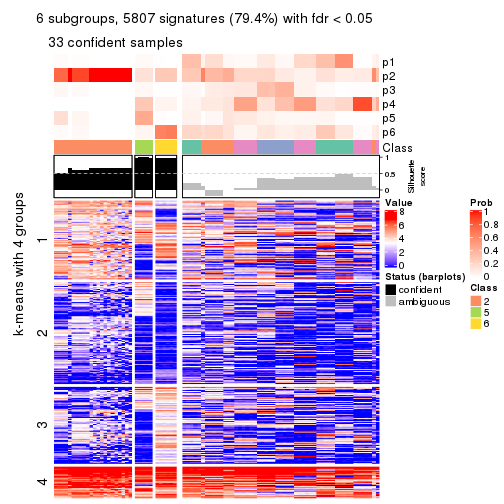 6 subgroups, 5807 signatures (79.4%) with fdr < 0.05
33 confident samples
p1
p2
p3
p4
p5
p6
Class
1
0.5
0
Silhouette
score
k-means with 4 groups
1
2
3
4
Value
8
6
4
2
0
Status (barplots)
confident
ambiguous
Prob
1
0.8
0.6
0.4
0.2
0
Class
2
5
6